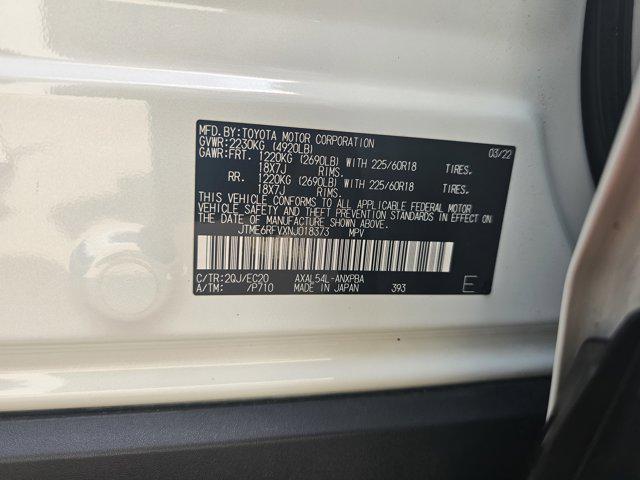 MFD. BY: TOYOTA MOTOR CORPORATION 03/22
GVWR: 2230KG (4920LB)
GAWR: FRT. 1220KG (2690LB) WITH 225/60R18 TIRES.
18X7J RIMS.
RR. 1220KG (2690LB) WITH 225/60R18 TIRES.
18X7J RIMS.
THIS VEHICLE CONFORMS TO ALL APPLICABLE FEDERAL MOTOR
VEHICLE SAFETY AND THEFT PREVENTION STANDARDS IN EFFECT ON
THE DATE OF MANUFACTURE SHOWN ABOVE.
JTME6RFVXNJ018373 MPV
C/TR: 2QJ/EC20 AXAL54L-ANXPBA
A/TM: /P710 MADE IN JAPAN 393 E